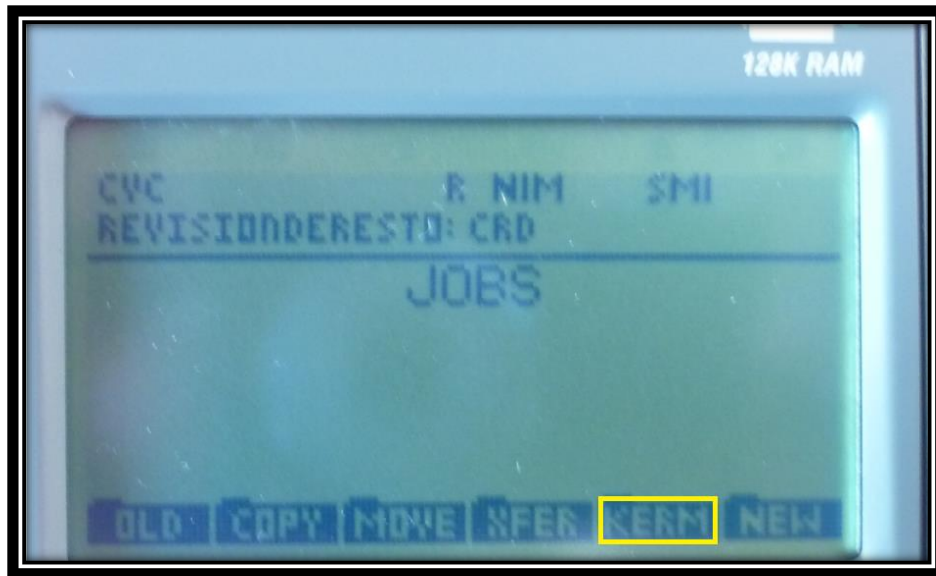 128K RAM
CYC R NIM SMI
REVISIONDERESTO: CRD
JOBS
OLD COPY MOVE XFER KERM NEW